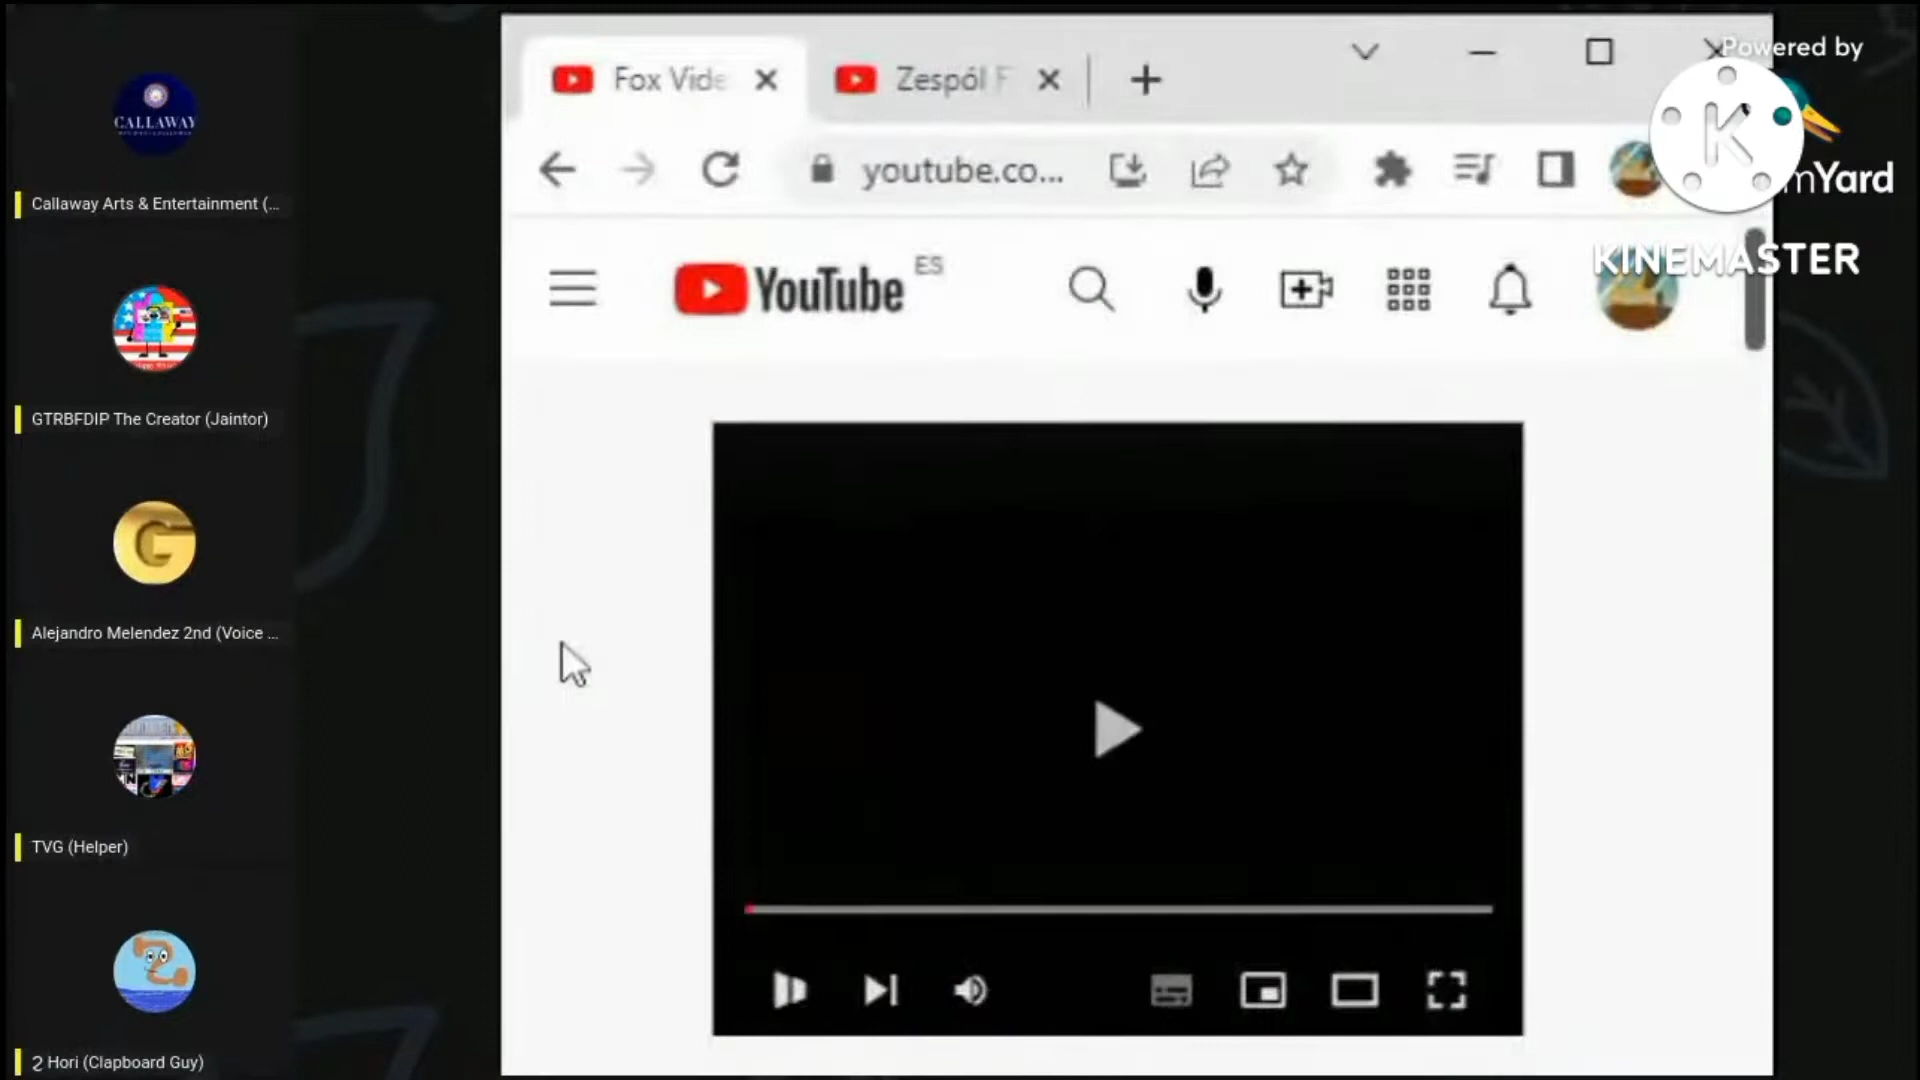 Fox Vide
Zespól F
Powered by
youtube.co...
mYard
K
KINEMASTER
YouTube ES
CALLAWAY
Callaway Arts & Entertainment (...
GTRBFDIP The Creator (Jaintor)
G
Alejandro Melendez 2nd (Voice ...
TVG (Helper)
2 Hori (Clapboard Guy)